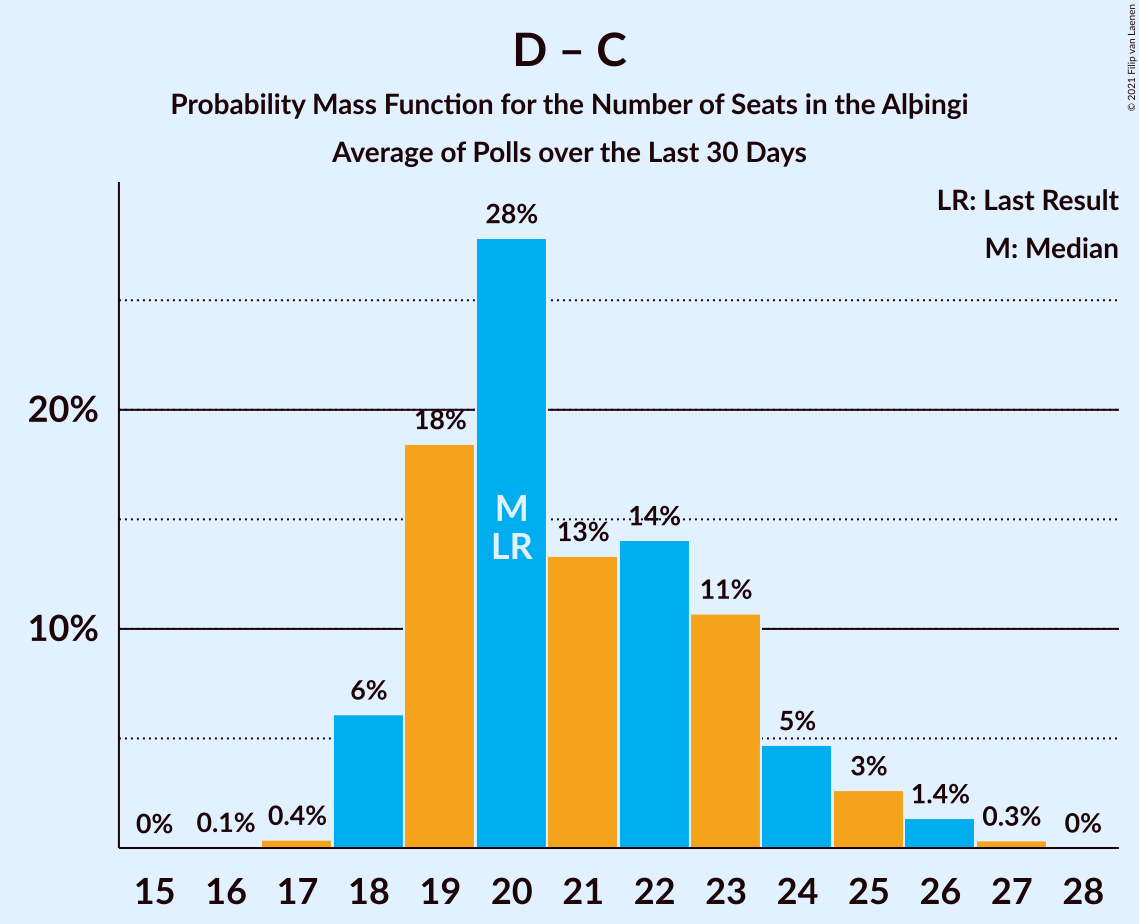 D – C
Probability Mass Function for the Number of Seats in the Alþingi
Average of Polls over the Last 30 Days
© 2021 Filip van Laenen
LR: Last Result
M: Median
28%
20%
18%
M
LR
14%
13%
11%
10%
6%
5%
3%
1.4%
0.4%
0.3%
0%
0.1%
0%
15 16 17 18 19 20 21 22 23 24 25 26 27 28